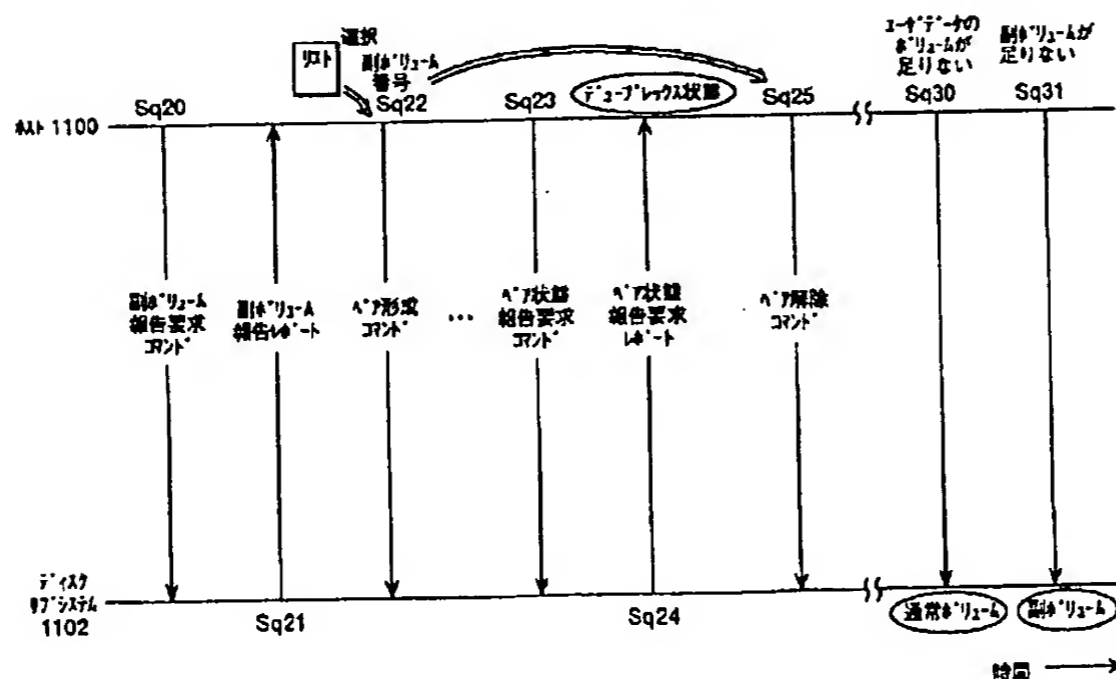 選択
リスト
副ボリューム
番号
ユーザデータの
ボリュームが
足りない
副ボリュームが
足りない
Sq20
Sq22
Sq23
デュープレックス状態
Sq25
Sq30
Sq31
ホスト 1100
副ボリューム
報告要求
コマンド
副ボリューム
報告レポート
ペア形成
コマンド
…
ペア状態
報告要求
コマンド
ペア状態
報告要求
レポート
ペア解除
コマンド
ディスク
サブシステム
1102
Sq21
Sq24
通常ボリューム
副ボリューム
時間